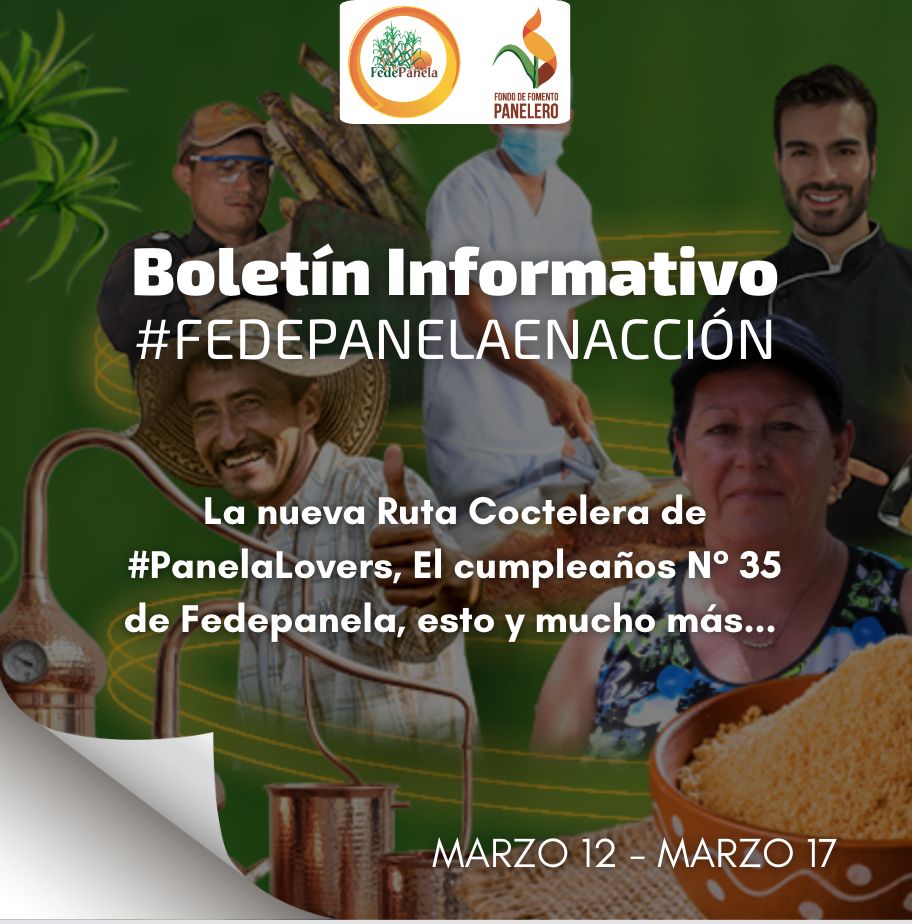 FedePanela
FONDO DE FOMENTO
PANELERO
Boletín Informativo
#FEDEPANELAENACCIÓN
La nueva Ruta Coctelera de
#PanelaLovers, El cumpleaños Nº 35
de Fedepanela, esto y mucho más...
MARZO 12 - MARZO 17